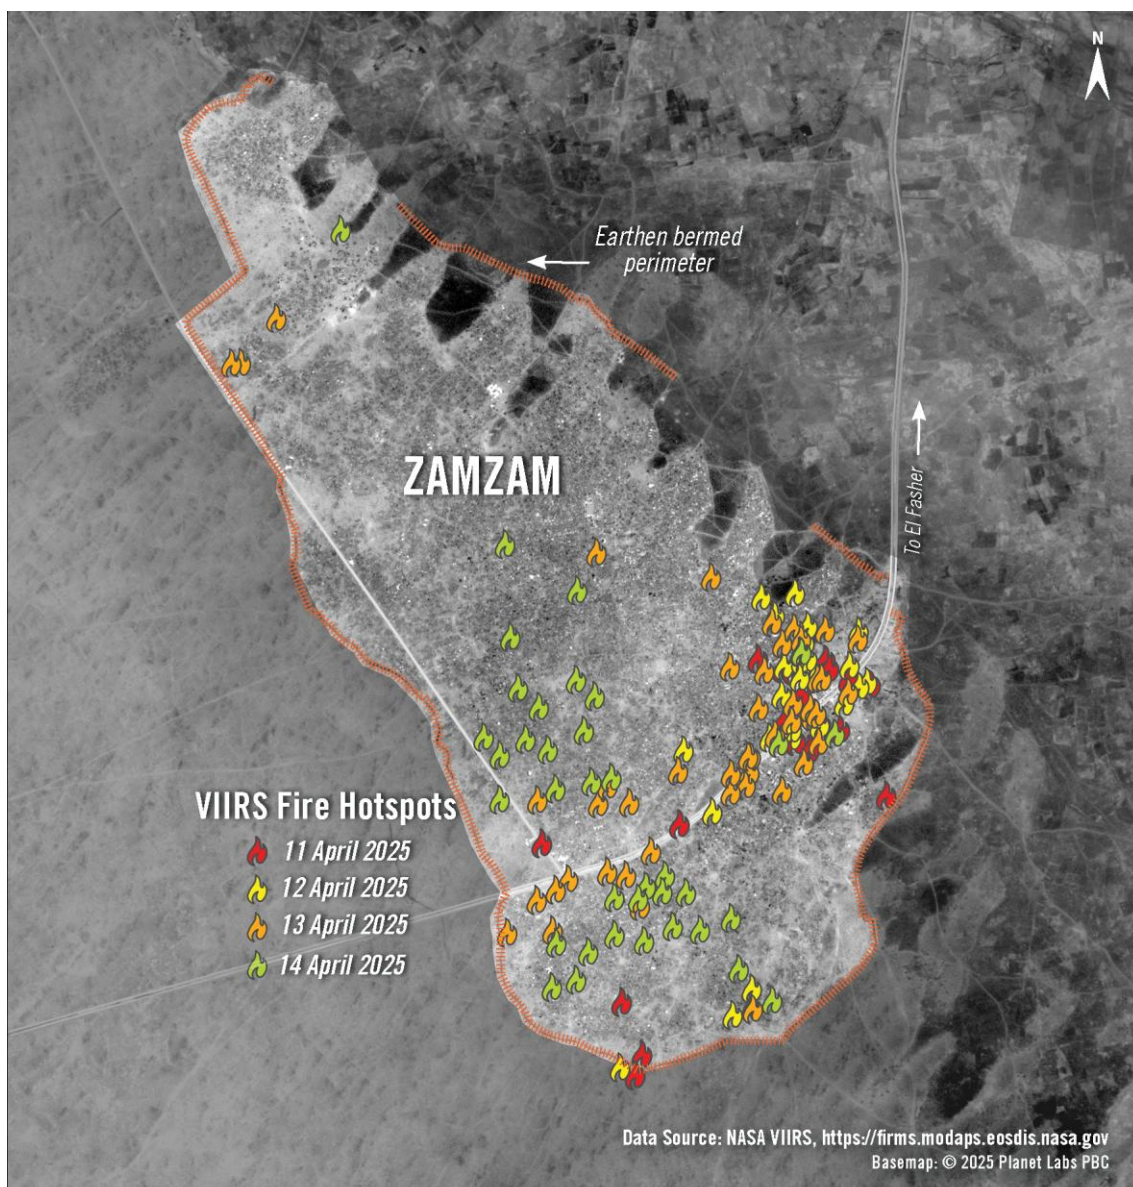 N
Earthen bermed
perimeter
To El Fasher
ZAMZAM
VIIRS Fire Hotspots
11 April 2025
12 April 2025
13 April 2025
14 April 2025
Data Source: NASA VIIRS, https://firms.modaps.eosdis.nasa.gov
Basemap: © 2025 Planet Labs PBC